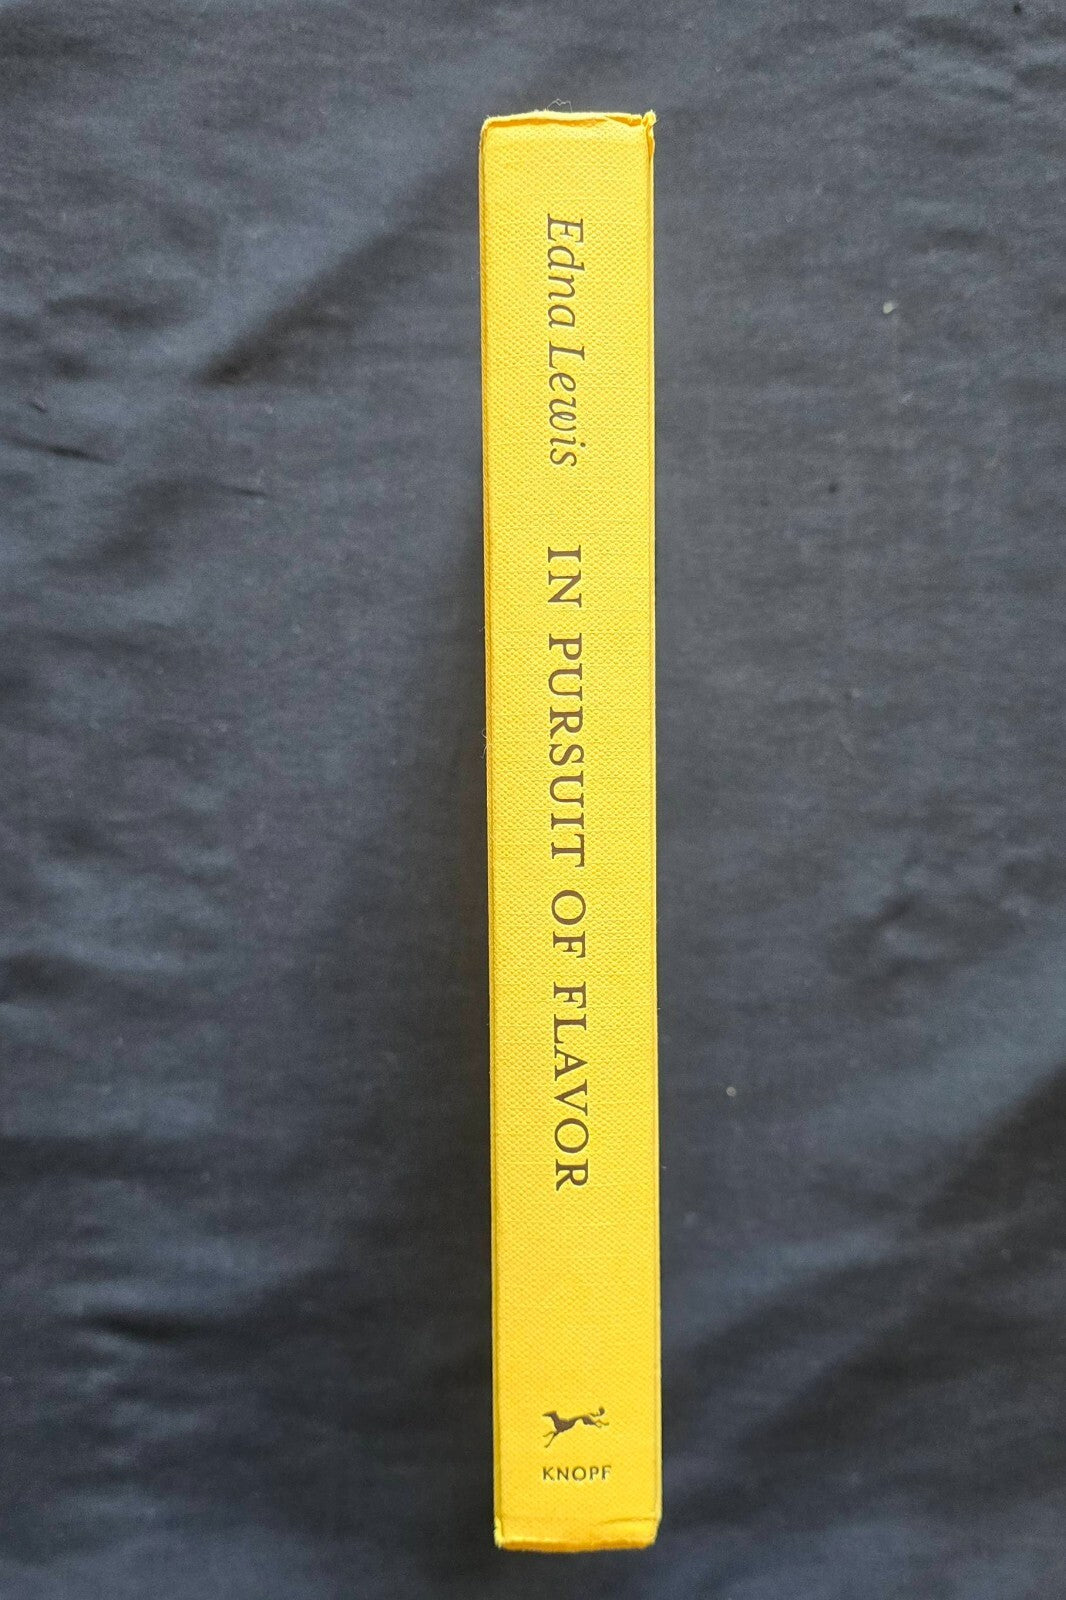 Edna Lewis
IN PURSUIT OF FLAVOR
KNOPF